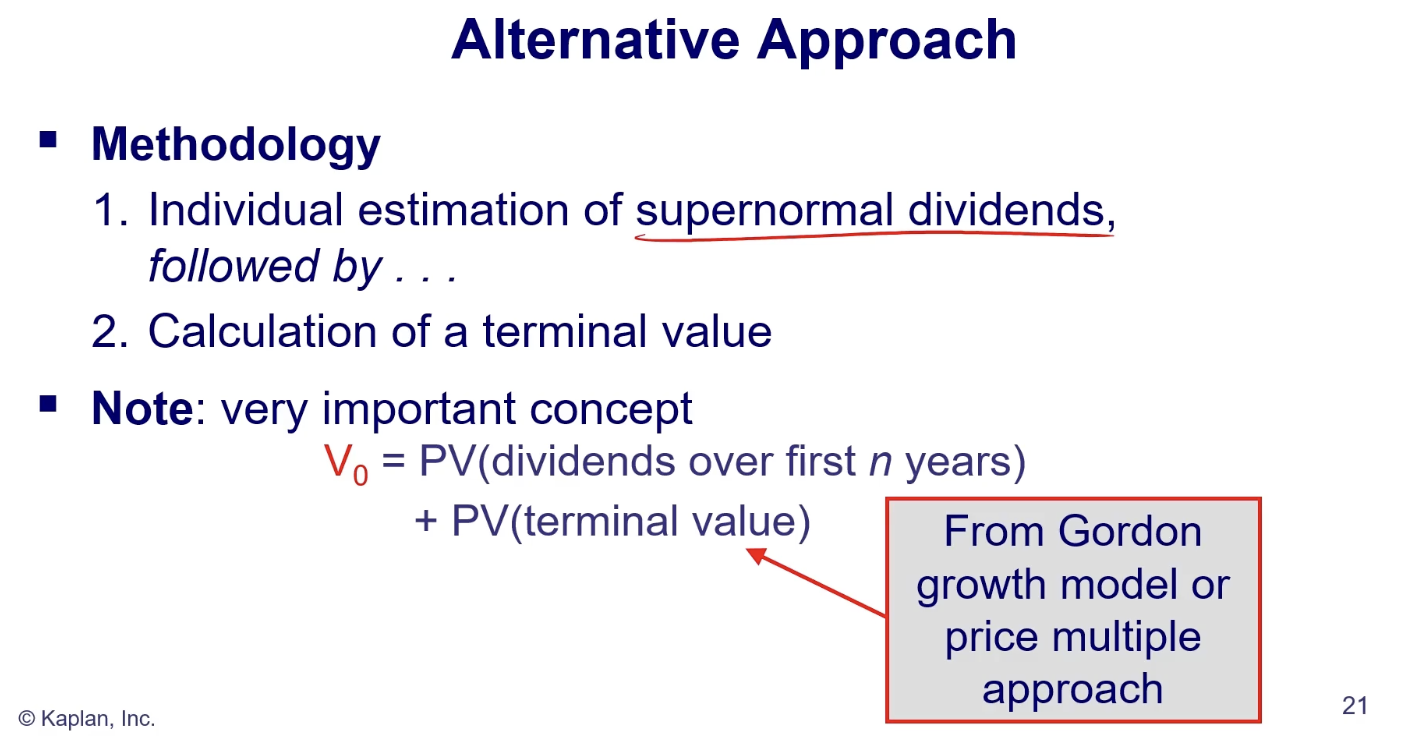 Alternative Approach
▪ Methodology
1. Individual estimation of supernormal dividends,
followed by . . .
2. Calculation of a terminal value
▪ Note: very important concept
V₀ = PV(dividends over first n years)
+ PV(terminal value)
From Gordon
growth model or
price multiple
approach
© Kaplan, Inc.
21